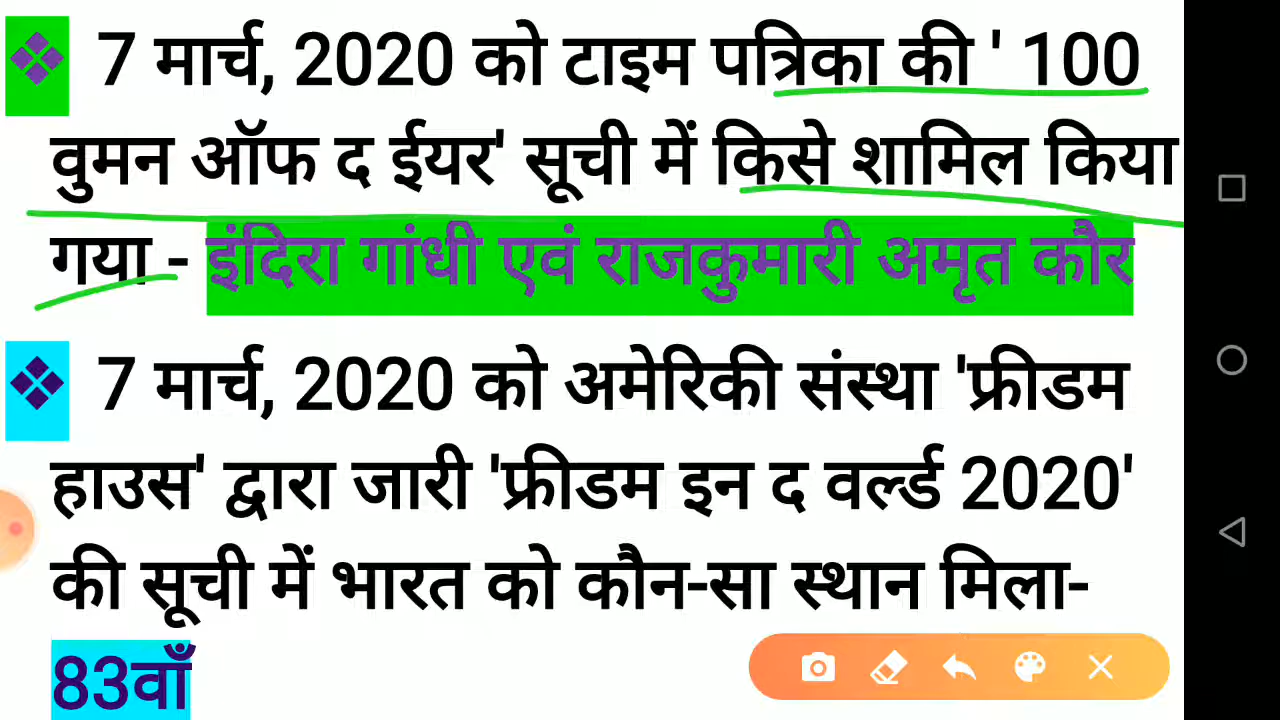 ❖ 7 मार्च, 2020 को टाइम पत्रिका की ' 100
वुमन ऑफ द ईयर' सूची में किसे शामिल किया
गया - इंदिरा गांधी एवं राजकुमारी अमृत कौर
❖ 7 मार्च, 2020 को अमेरिकी संस्था 'फ्रीडम
हाउस' द्वारा जारी 'फ्रीडम इन द वर्ल्ड 2020'
की सूची में भारत को कौन-सा स्थान मिला-
83वाँ